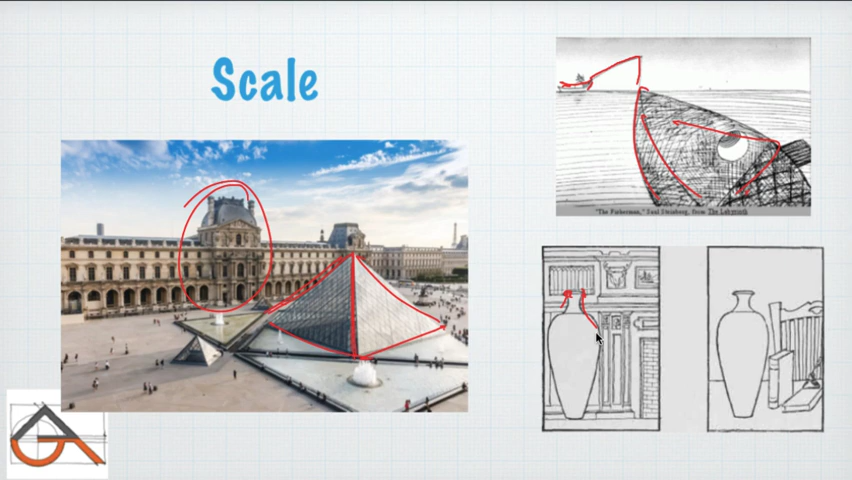 Scale
"The Fisherman," Saul Steinberg, from The Labyrinth